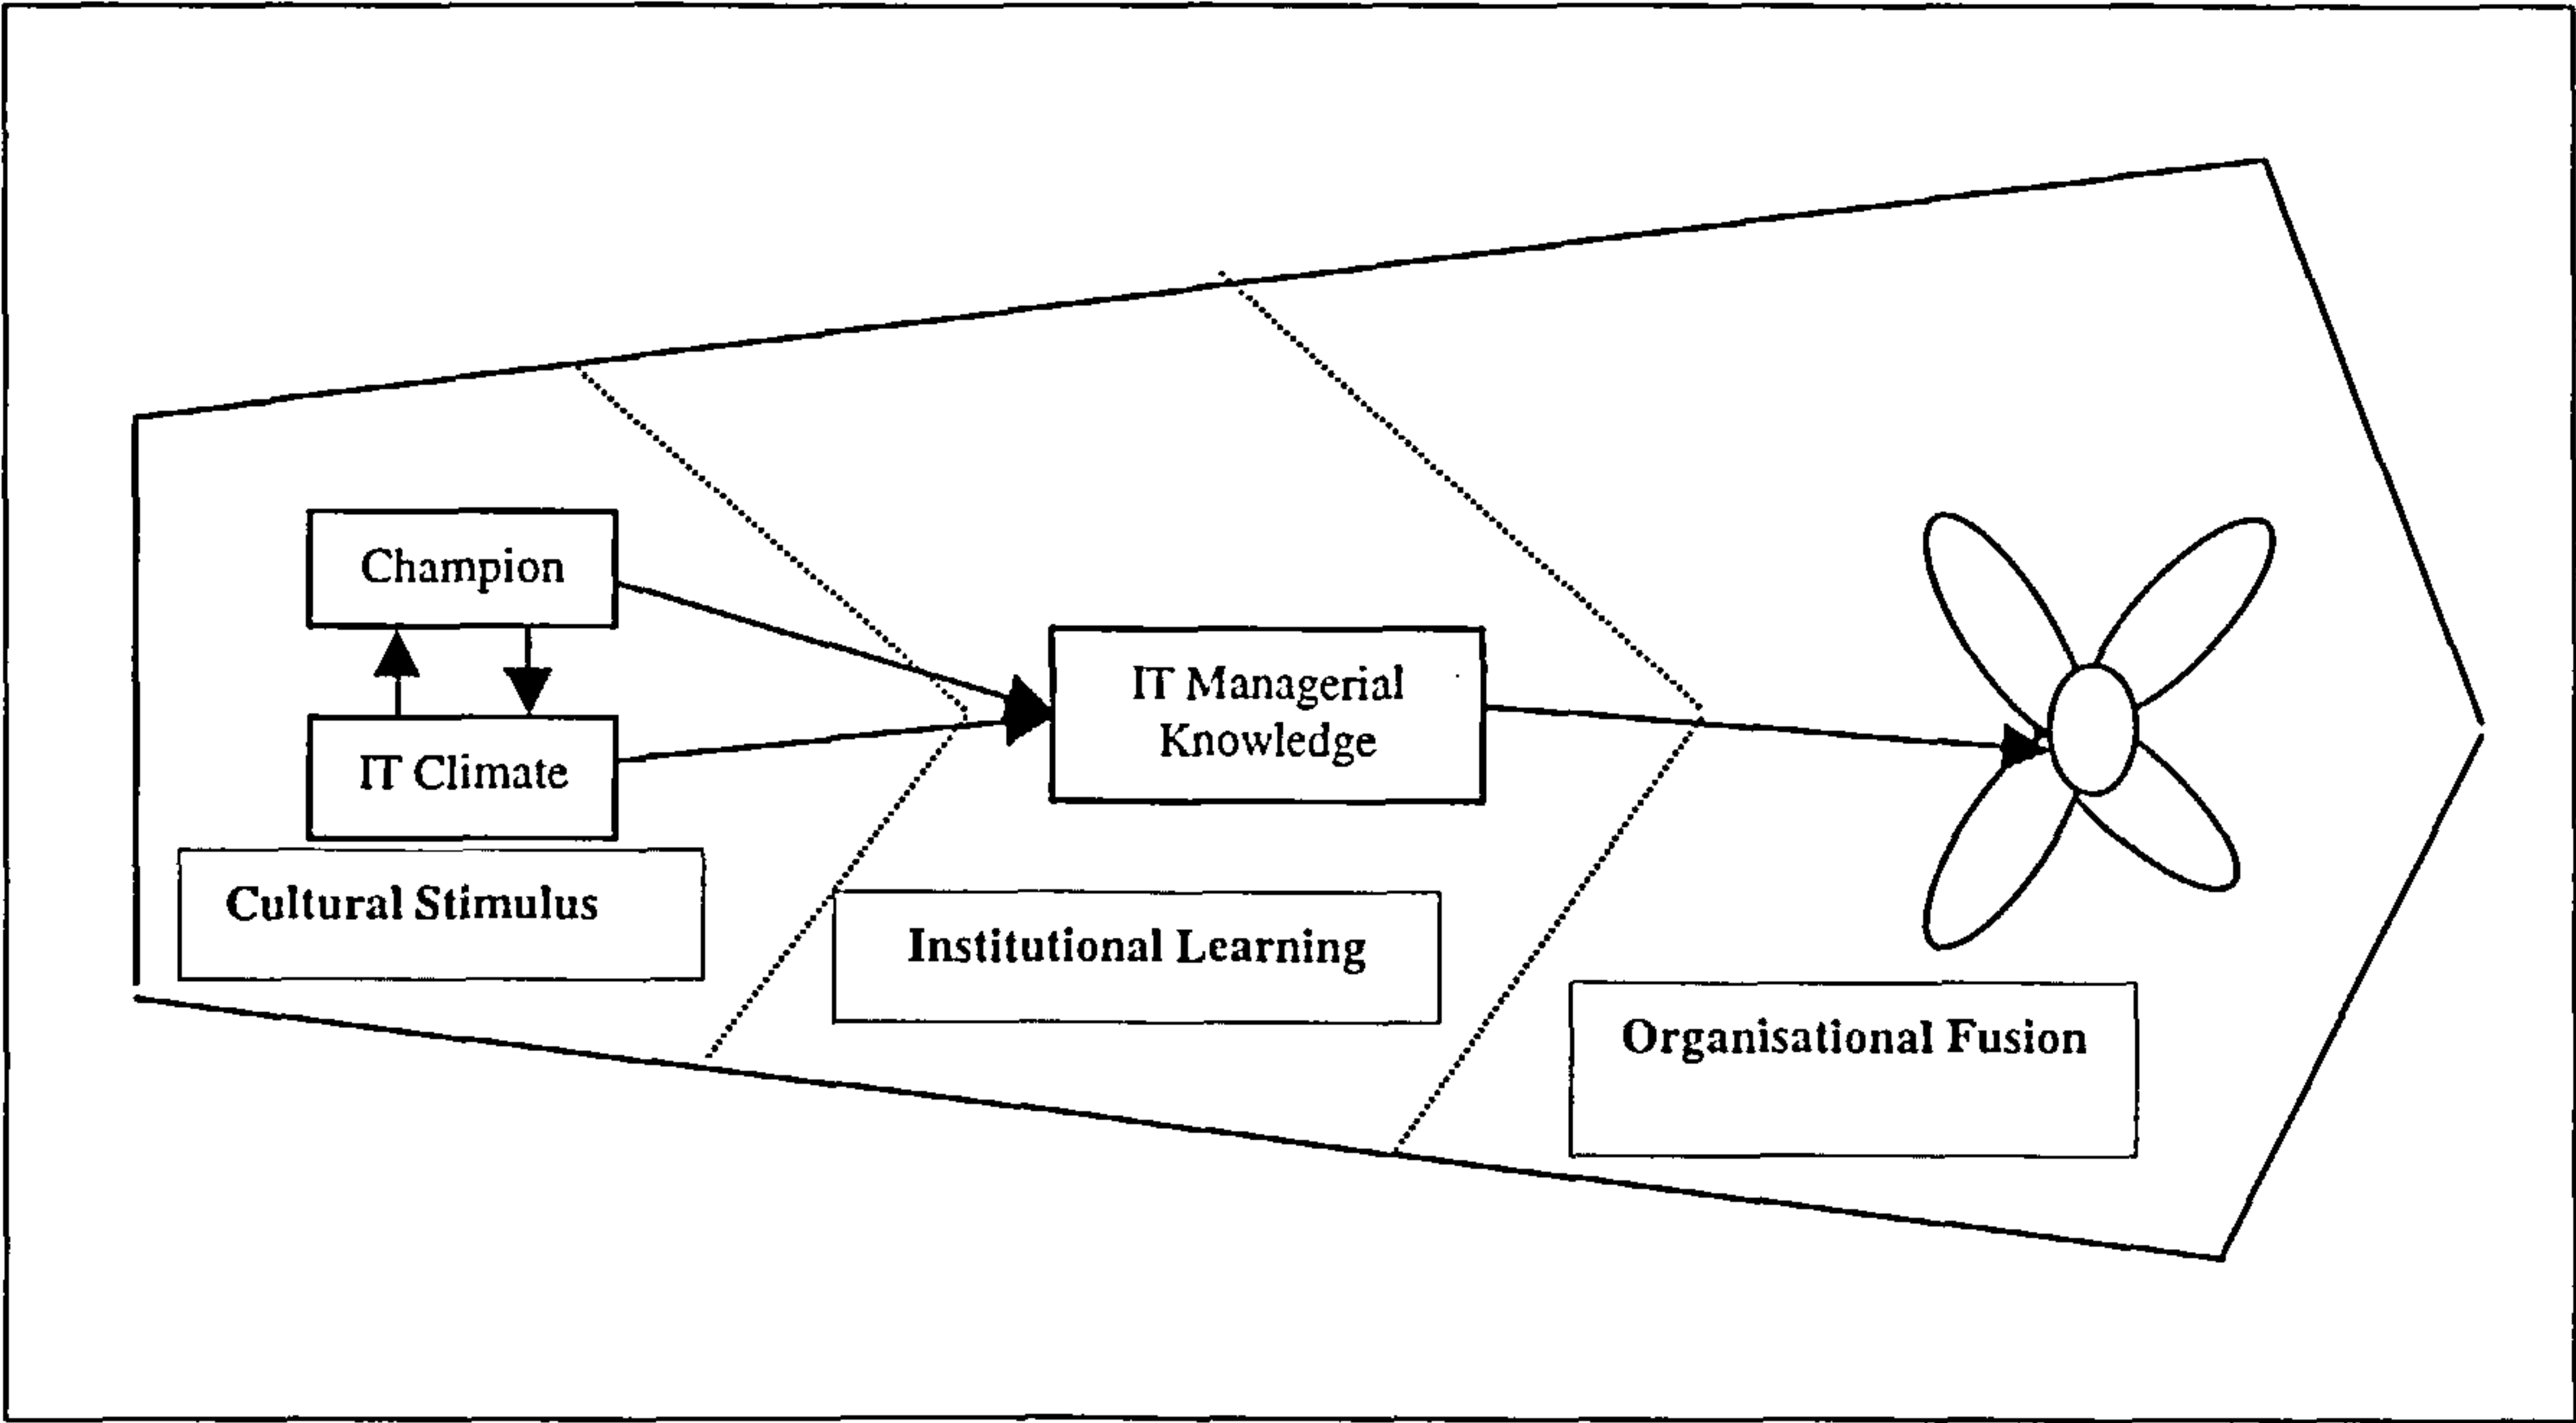 Champion
IT Climate
Cultural Stimulus
IT Managerial
Knowledge
Institutional Learning
Organisational Fusion